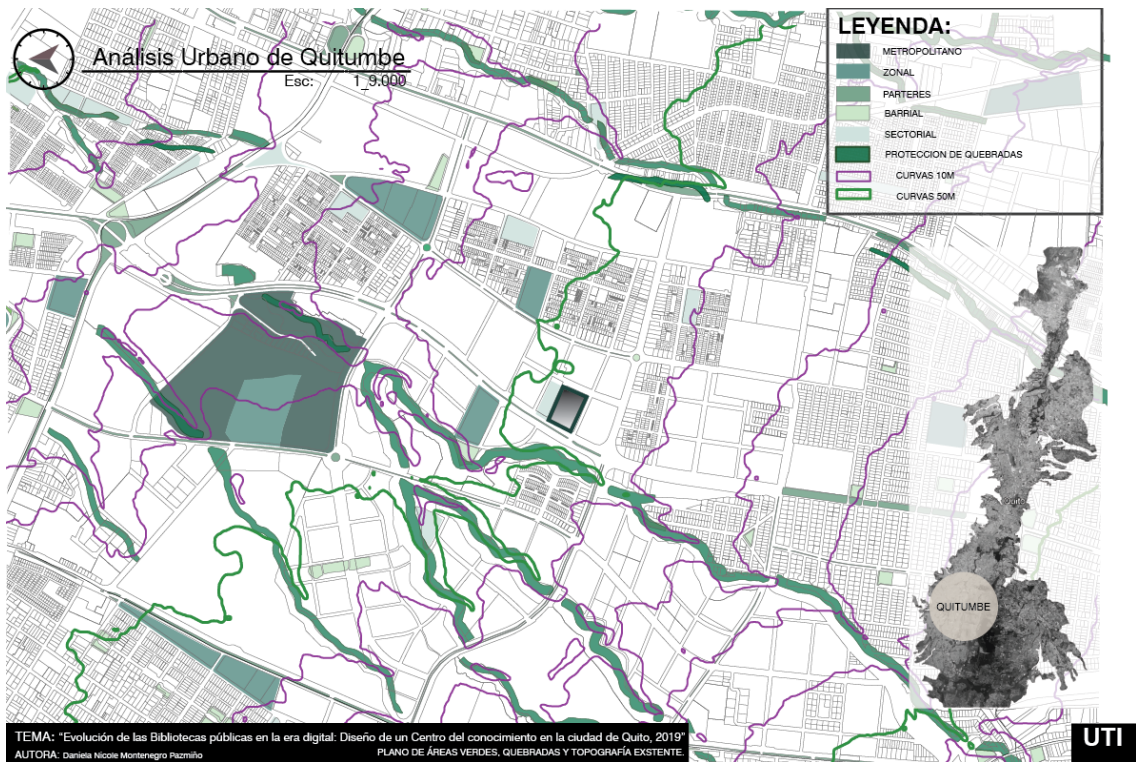 Análisis Urbano de Quitumbe
Esc: 1_9.000
LEYENDA:
METROPOLITANO
ZONAL
PARTERES
BARRIAL
SECTORIAL
PROTECCION DE QUEBRADAS
CURVAS 10M
CURVAS 50M
Quito
QUITUMBE
TEMA: “Evolución de las Bibliotecas públicas en la era digital: Diseño de un Centro del conocimiento en la ciudad de Quito, 2019”
AUTORA: Daniela Nicole Montenegro Pazmiño
PLANO DE ÁREAS VERDES, QUEBRADAS Y TOPOGRAFÍA EXSTENTE.
UTI